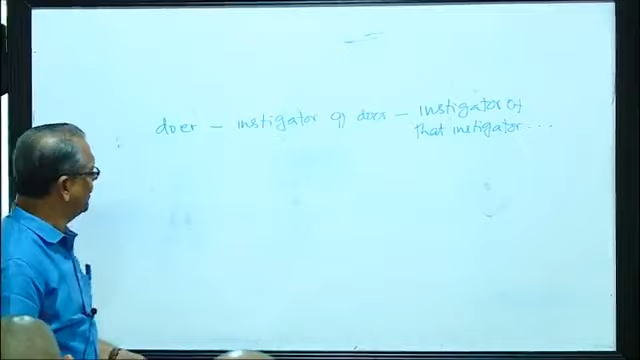 doer – instigator of doer – instigator of
that instigator ...